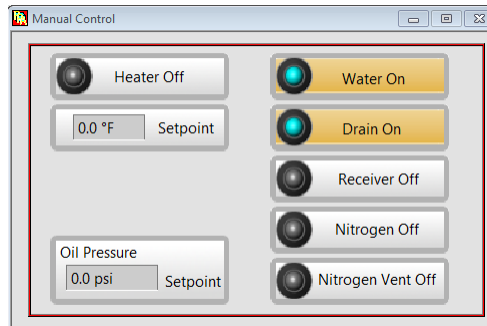 Manual Control
Heater Off
0.0 °F Setpoint
Oil Pressure
0.0 psi Setpoint
Water On
Drain On
Receiver Off
Nitrogen Off
Nitrogen Vent Off